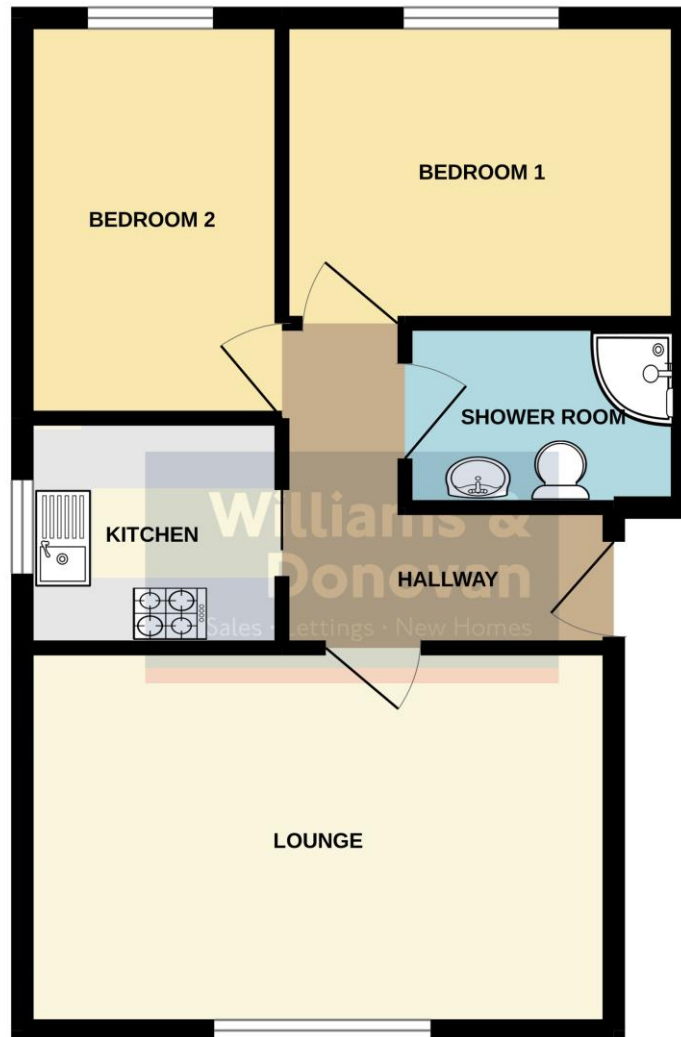 BEDROOM 1
BEDROOM 2
SHOWER ROOM
Williams &
KITCHEN
Donovan
HALLWAY
Sales · Lettings · New Homes
LOUNGE